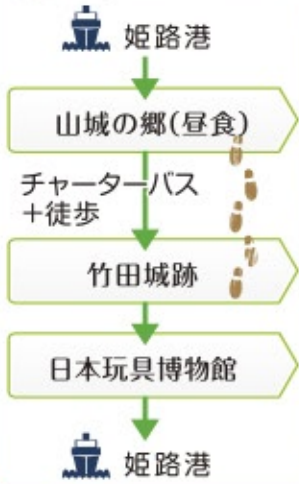 姫路港
山城の郷(昼食)
チャーターバス
+徒歩
竹田城跡
日本玩具博物館
姫路港